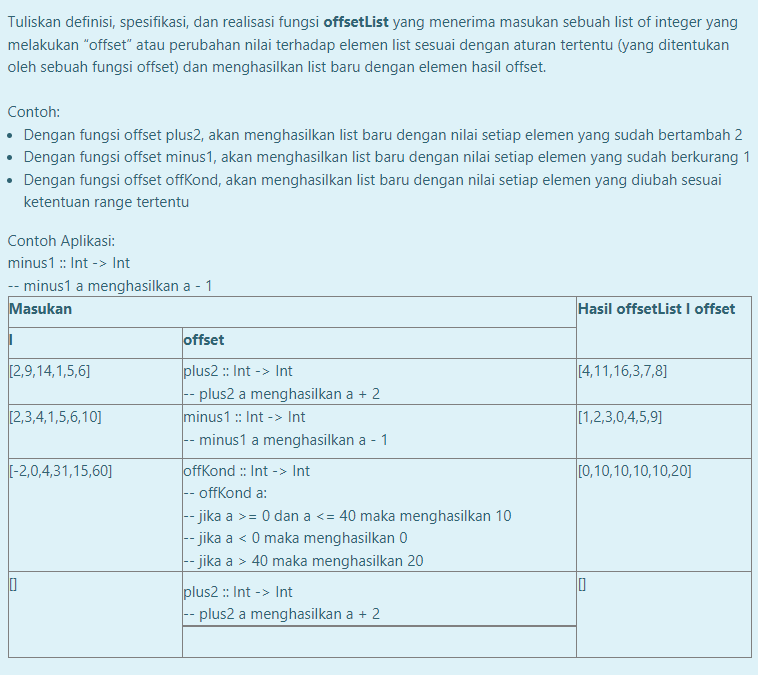 Tuliskan definisi, spesifikasi, dan realisasi fungsi offsetList yang menerima masukan sebuah list of integer yang
melakukan “offset” atau perubahan nilai terhadap elemen list sesuai dengan aturan tertentu (yang ditentukan
oleh sebuah fungsi offset) dan menghasilkan list baru dengan elemen hasil offset.
Contoh:
• Dengan fungsi offset plus2, akan menghasilkan list baru dengan nilai setiap elemen yang sudah bertambah 2
• Dengan fungsi offset minus1, akan menghasilkan list baru dengan nilai setiap elemen yang sudah berkurang 1
• Dengan fungsi offset offKond, akan menghasilkan list baru dengan nilai setiap elemen yang diubah sesuai
ketentuan range tertentu
Contoh Aplikasi:
minus1 :: Int -> Int
-- minus1 a menghasilkan a - 1
Masukan
Hasil offsetList l offset
l
offset
[2,9,14,1,5,6]
plus2 :: Int -> Int
-- plus2 a menghasilkan a + 2
[4,11,16,3,7,8]
[2,3,4,1,5,6,10]
minus1 :: Int -> Int
-- minus1 a menghasilkan a - 1
[1,2,3,0,4,5,9]
[-2,0,4,31,15,60]
offKond :: Int -> Int
-- offKond a:
-- jika a >= 0 dan a <= 40 maka menghasilkan 10
-- jika a < 0 maka menghasilkan 0
-- jika a > 40 maka menghasilkan 20
[0,10,10,10,10,20]
[]
plus2 :: Int -> Int
-- plus2 a menghasilkan a + 2
[]